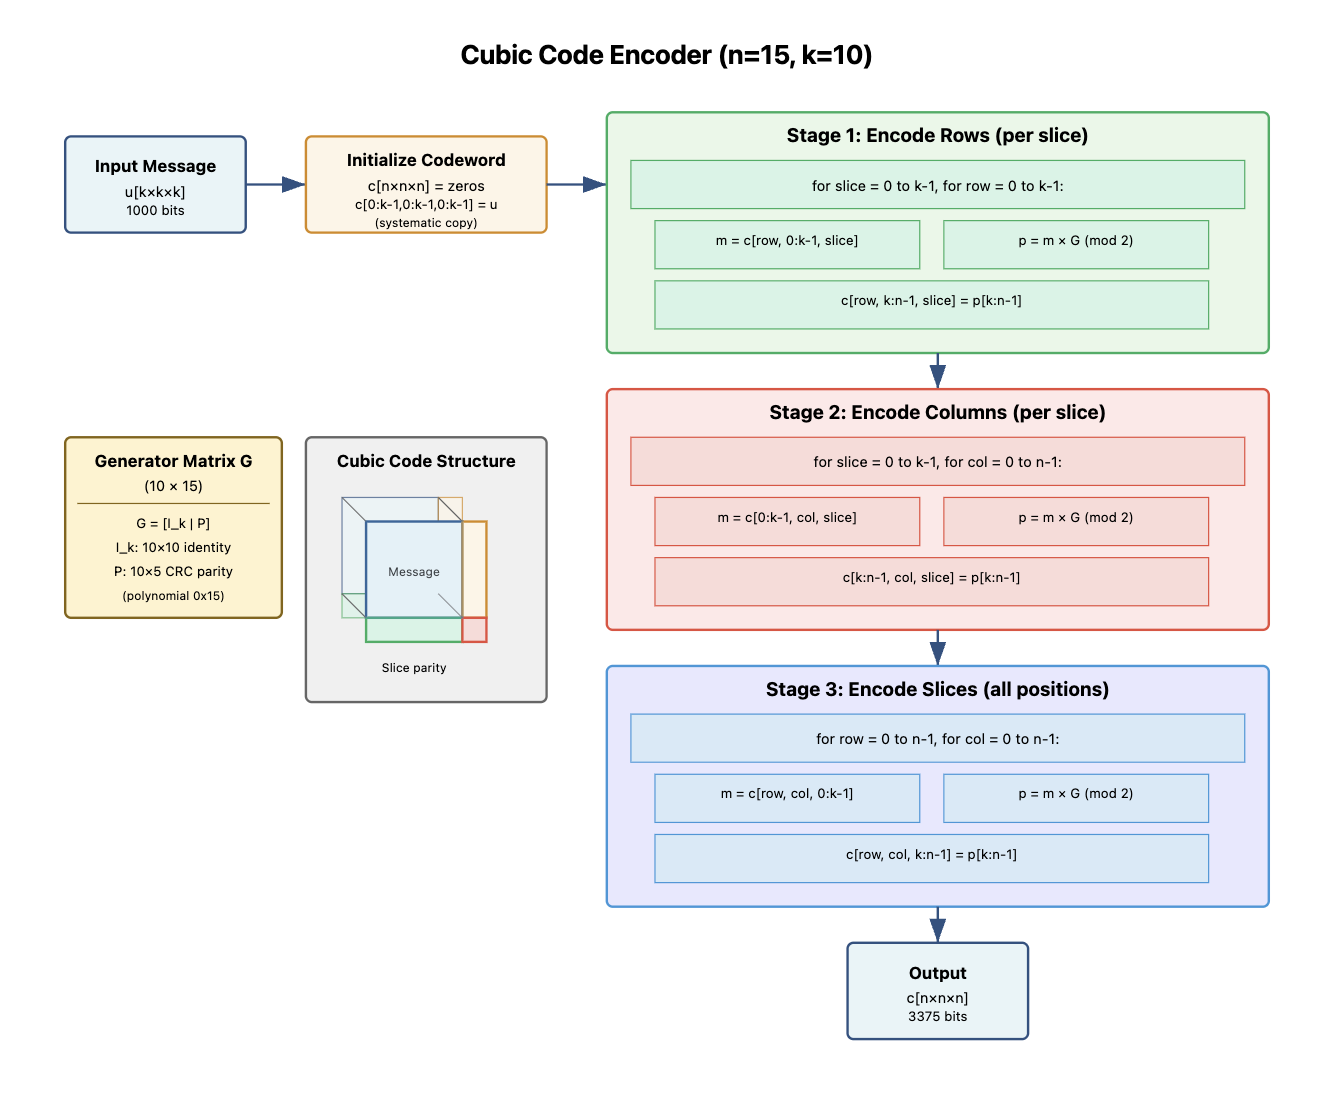 Cubic Code Encoder (n=15, k=10)
Input Message
u[k×k×k]
1000 bits
Initialize Codeword
c[n×n×n] = zeros
c[0:k-1,0:k-1,0:k-1] = u
(systematic copy)
Stage 1: Encode Rows (per slice)
for slice = 0 to k-1, for row = 0 to k-1:
m = c[row, 0:k-1, slice]
p = m × G (mod 2)
c[row, k:n-1, slice] = p[k:n-1]
Stage 2: Encode Columns (per slice)
for slice = 0 to k-1, for col = 0 to n-1:
m = c[0:k-1, col, slice]
p = m × G (mod 2)
c[k:n-1, col, slice] = p[k:n-1]
Generator Matrix G
(10 × 15)
G = [I_k | P]
I_k: 10×10 identity
P: 10×5 CRC parity
(polynomial 0x15)
Cubic Code Structure
Message
Slice parity
Stage 3: Encode Slices (all positions)
for row = 0 to n-1, for col = 0 to n-1:
m = c[row, col, 0:k-1]
p = m × G (mod 2)
c[row, col, k:n-1] = p[k:n-1]
Output
c[n×n×n]
3375 bits